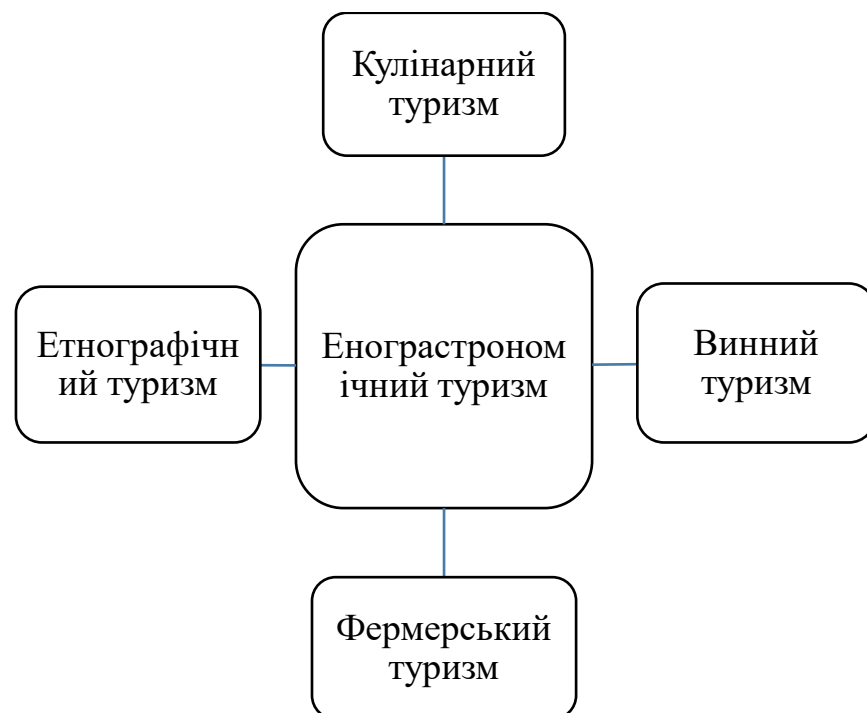 Кулінарний
туризм
Етнографічн
ий туризм
Енограстроном
ічний туризм
Винний
туризм
Фермерський
туризм